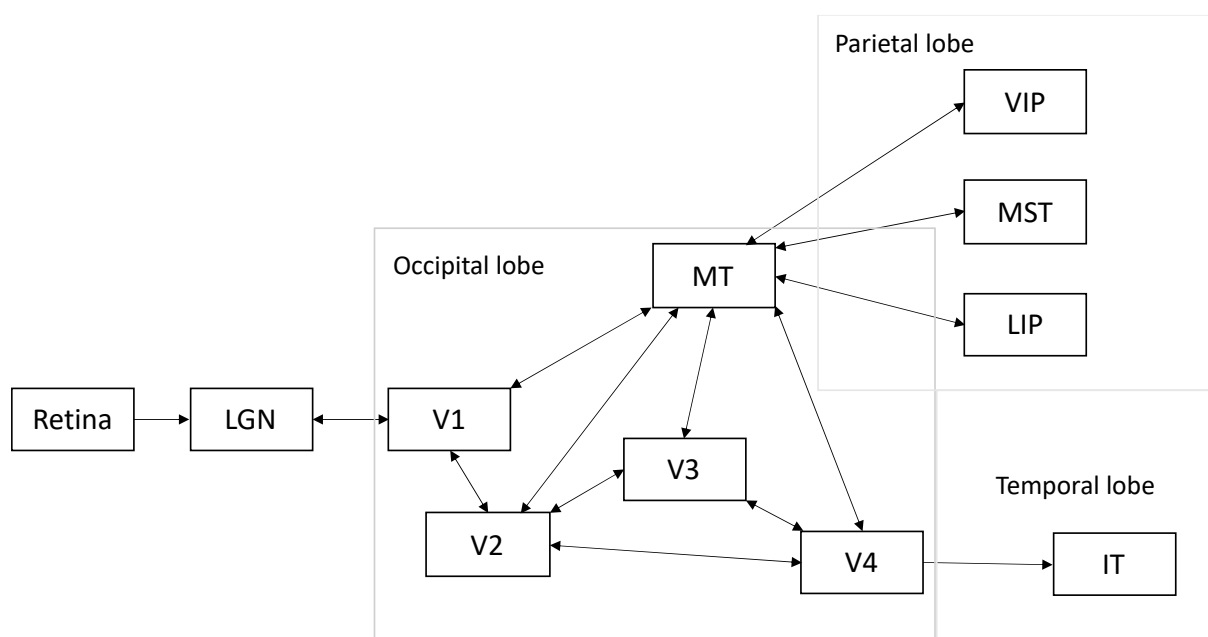 Parietal lobe
VIP
MST
Occipital lobe
MT
LIP
Retina
LGN
V1
V3
Temporal lobe
V2
V4
IT